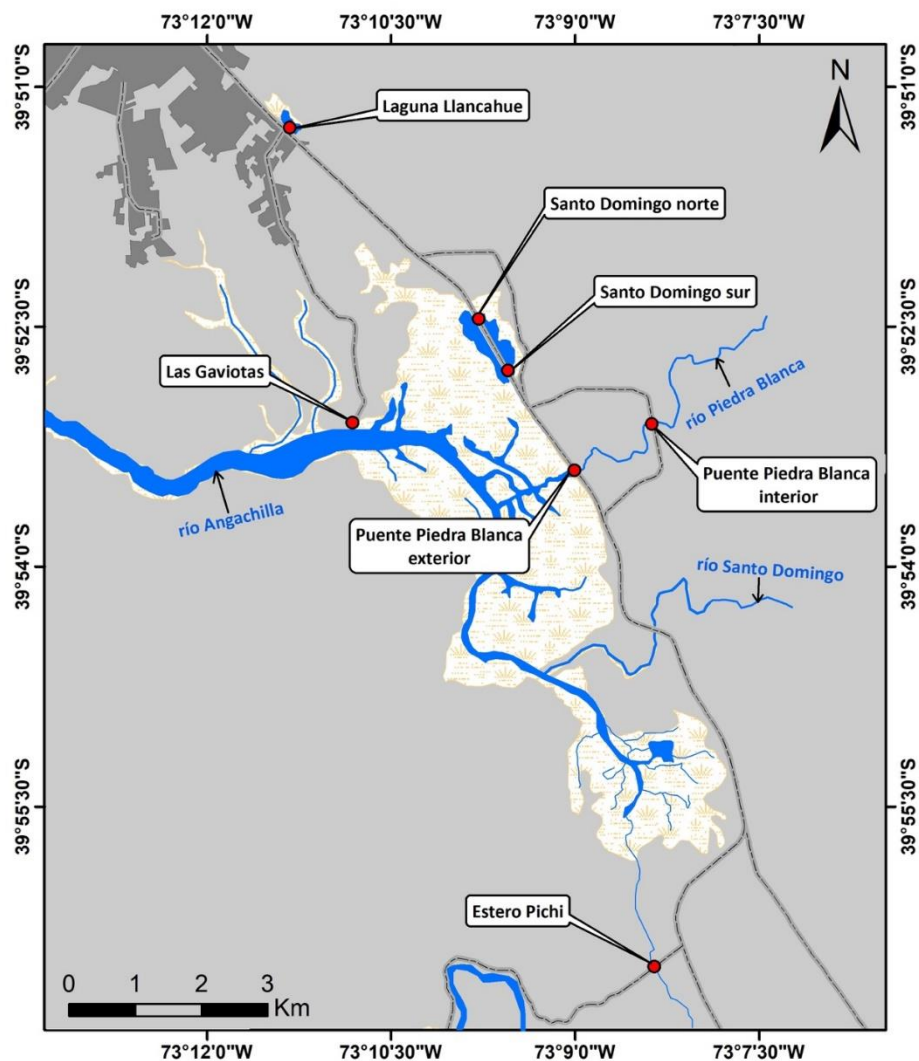 73°12'0"W
73°10'30"W
73°9'0"W
73°7'30"W
39°51'0"S
39°51'0"S
N
Laguna Llancahue
Santo Domingo norte
Santo Domingo sur
39°52'30"S
39°52'30"S
Las Gaviotas
río Piedra Blanca
Puente Piedra Blanca
interior
río Angachilla
Puente Piedra Blanca
exterior
39°54'0"S
39°54'0"S
río Santo Domingo
39°55'30"S
39°55'30"S
Estero Pichi
0 1 2 3
Km
73°12'0"W
73°10'30"W
73°9'0"W
73°7'30"W